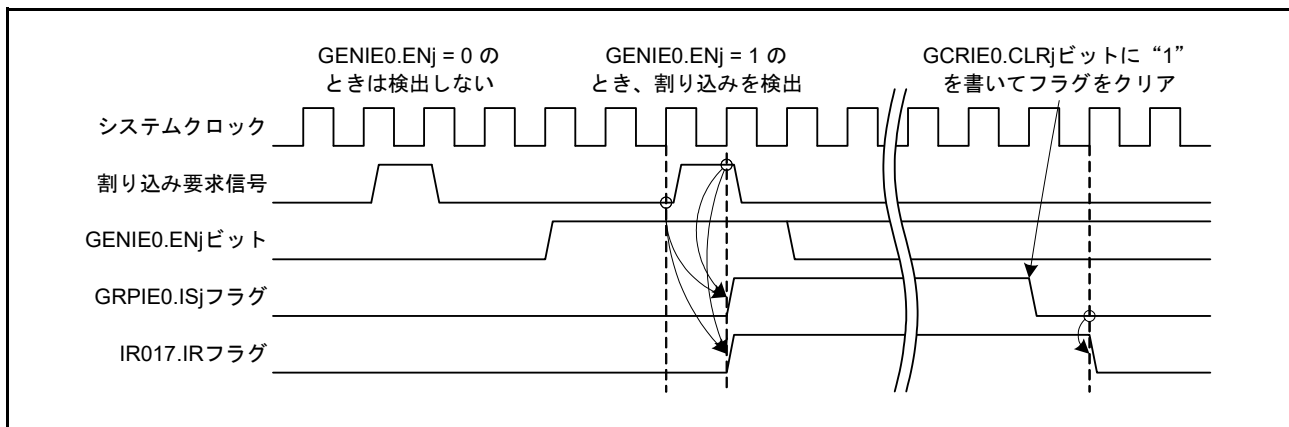 GENIE0.ENj = 0 の
ときは検出しない
GENIE0.ENj = 1 の
とき、割り込みを検出
GCRIE0.CLRjビットに“1”
を書いてフラグをクリア
システムクロック
割り込み要求信号
GENIE0.ENjビット
GRPIE0.ISjフラグ
IR017.IRフラグ